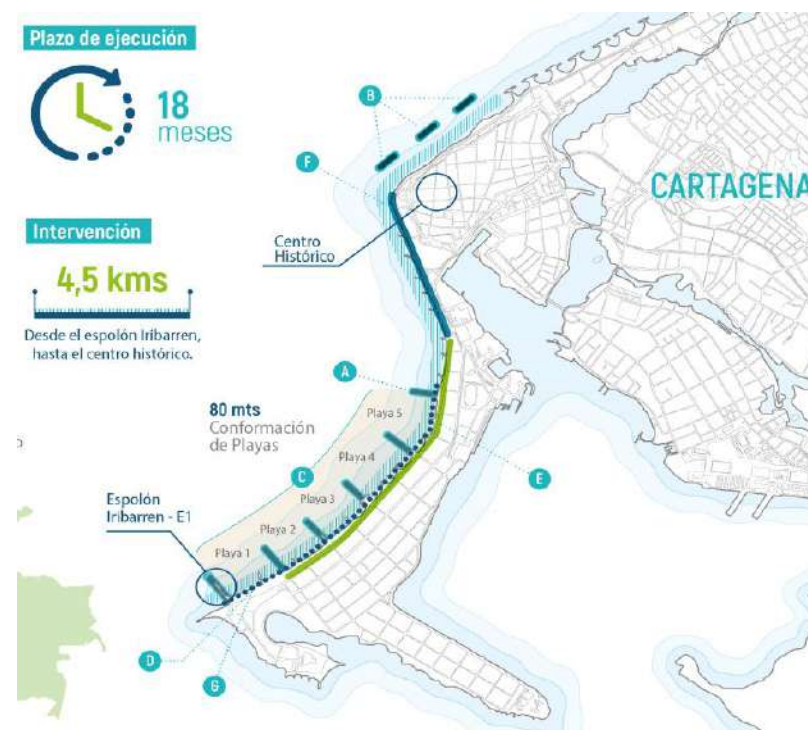 Plazo de ejecución
18
meses
B
F
CARTAGENA
Centro
Histórico
Intervención
4,5 kms
Desde el espolón Iribarren,
hasta el centro histórico.
A
80 mts
Conformación
de Playas
Playa 5
Playa 4
E
C
Playa 3
Espolón
Iribarren - E1
Playa 2
Playa 1
D
G